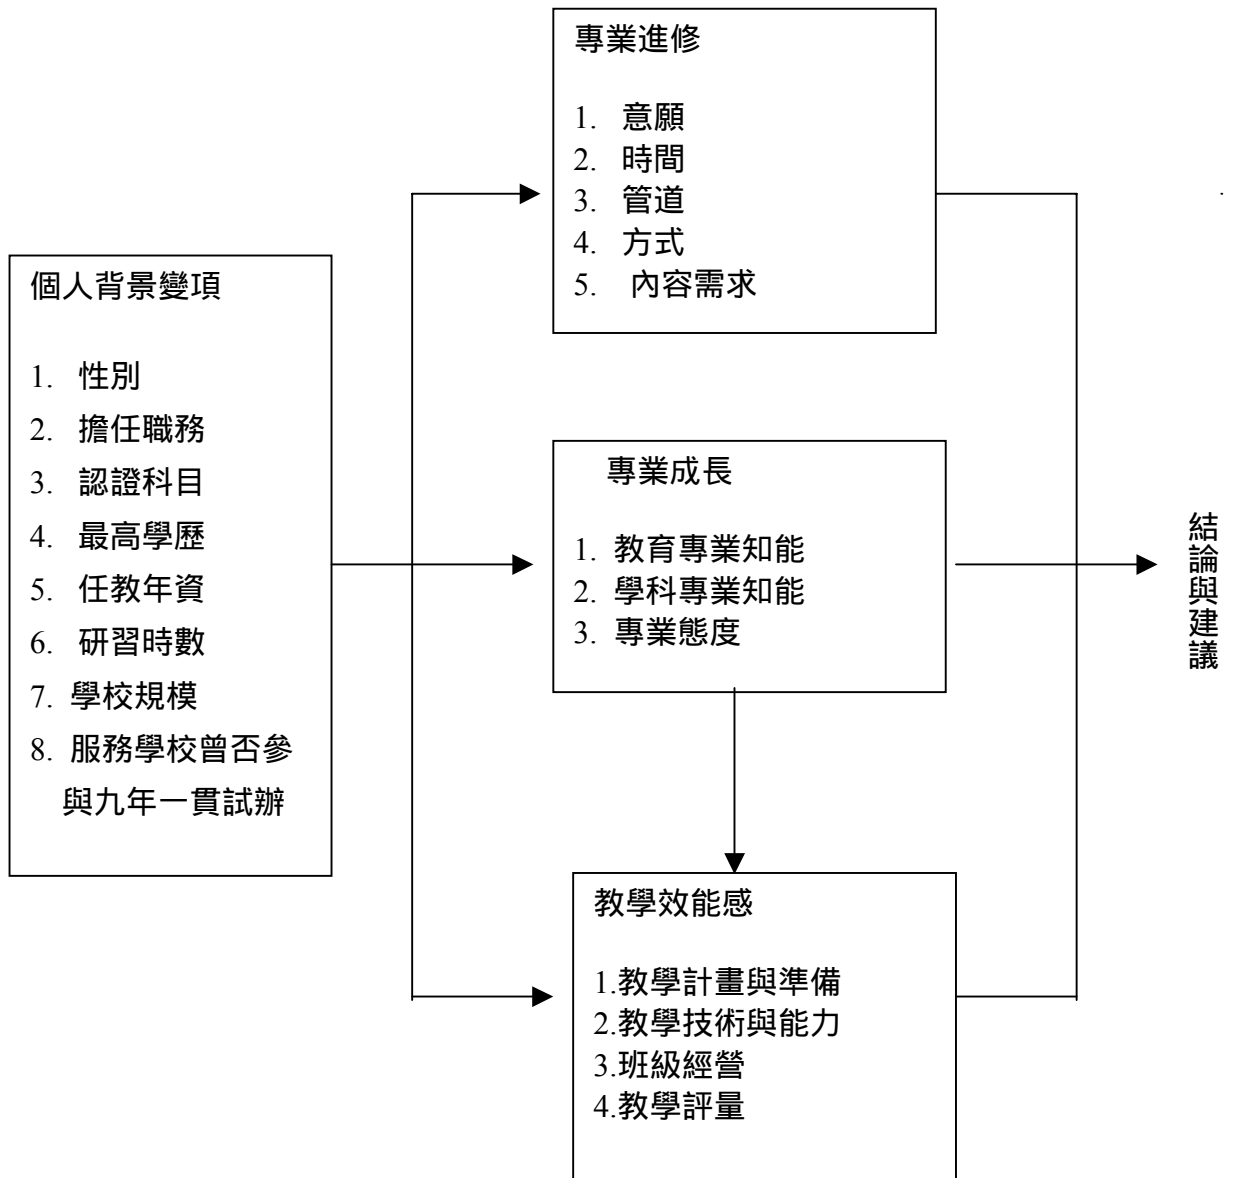 專業進修
1. 意願
2. 時間
3. 管道
4. 方式
5. 內容需求
個人背景變項
1. 性別
2. 擔任職務
3. 認證科目
4. 最高學歷
5. 任教年資
6. 研習時數
7. 學校規模
8. 服務學校曾否參
與九年一貫試辦
專業成長
1. 教育專業知能
2. 學科專業知能
3. 專業態度
教學效能感
1.教學計畫與準備
2.教學技術與能力
3.班級經營
4.教學評量
結論與建議